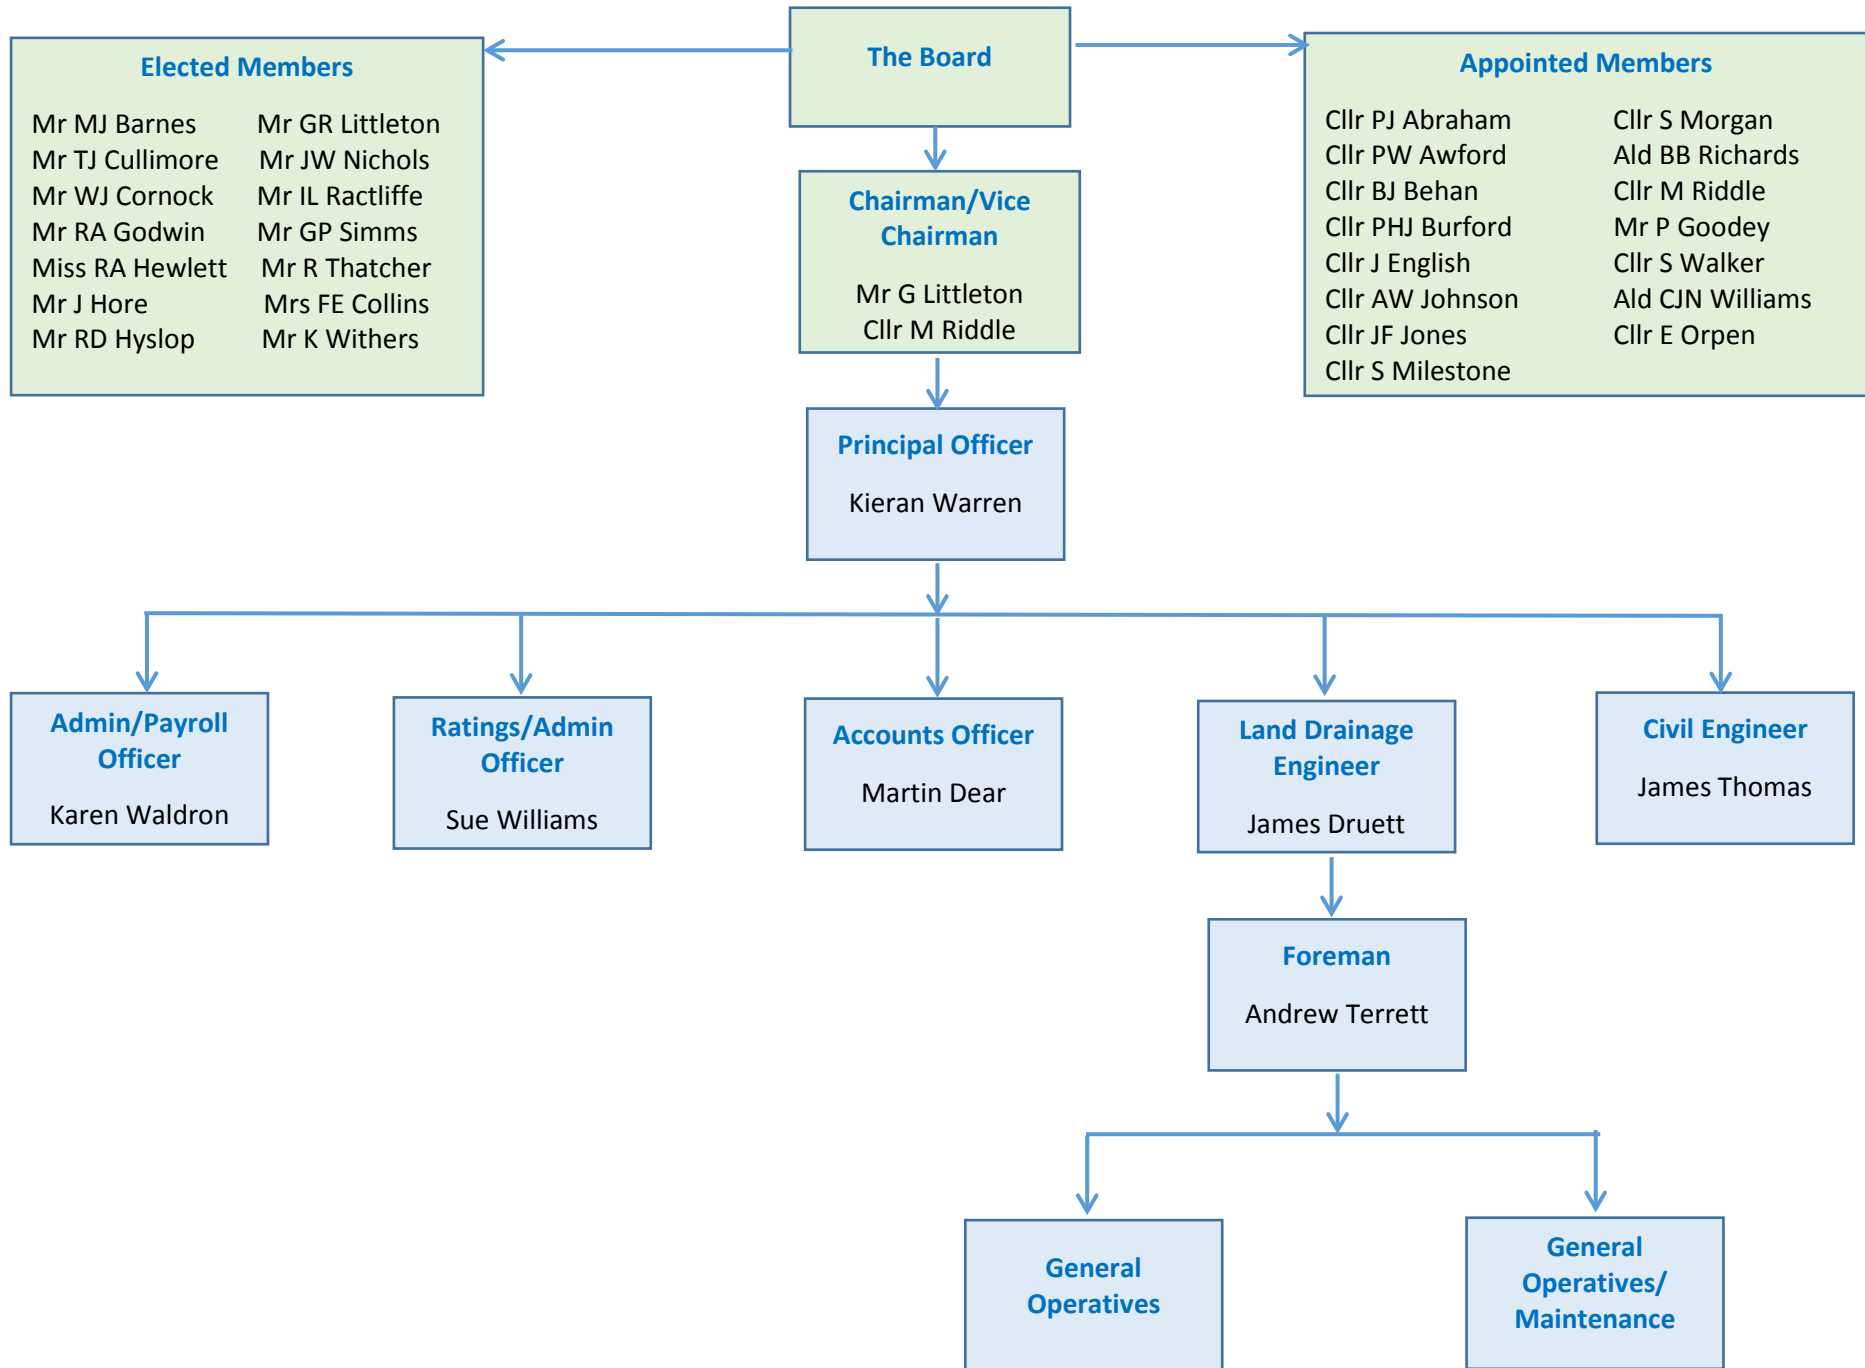 The Board
Elected Members
Mr MJ Barnes Mr GR Littleton
Mr TJ Cullimore Mr JW Nichols
Mr WJ Cornock Mr IL Ractliffe
Mr RA Godwin Mr GP Simms
Miss RA Hewlett Mr R Thatcher
Mr J Hore Mrs FE Collins
Mr RD Hyslop Mr K Withers
Appointed Members
Cllr PJ Abraham Cllr S Morgan
Cllr PW Awford Ald BB Richards
Cllr BJ Behan Cllr M Riddle
Cllr PHJ Burford Mr P Goodey
Cllr J English Cllr S Walker
Cllr AW Johnson Ald CJN Williams
Cllr JF Jones Cllr E Orpen
Cllr S Milestone
Chairman/Vice
Chairman
Mr G Littleton
Cllr M Riddle
Principal Officer
Kieran Warren
Admin/Payroll
Officer
Karen Waldron
Ratings/Admin
Officer
Sue Williams
Accounts Officer
Martin Dear
Land Drainage
Engineer
James Druett
Civil Engineer
James Thomas
Foreman
Andrew Terrett
General
Operatives
General
Operatives/
Maintenance